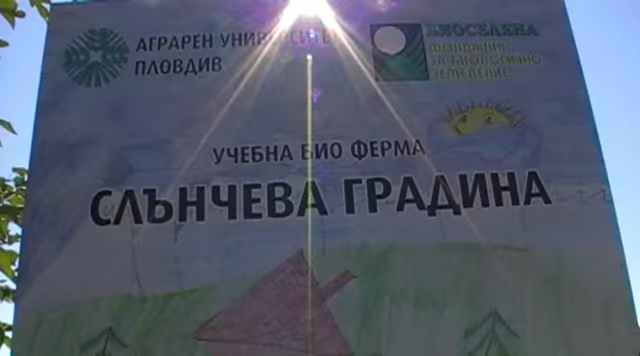 АГРАРЕН УНИВЕРСИТЕТ
ПЛОВДИВ
БИОСЕЛЕНА
ФОНДАЦИЯ
ЗА БИОЛОГИЧНО
ЗЕМЕДЕЛИЕ
УЧЕБНА БИО ФЕРМА
СЛЪНЧЕВА ГРАДИНА